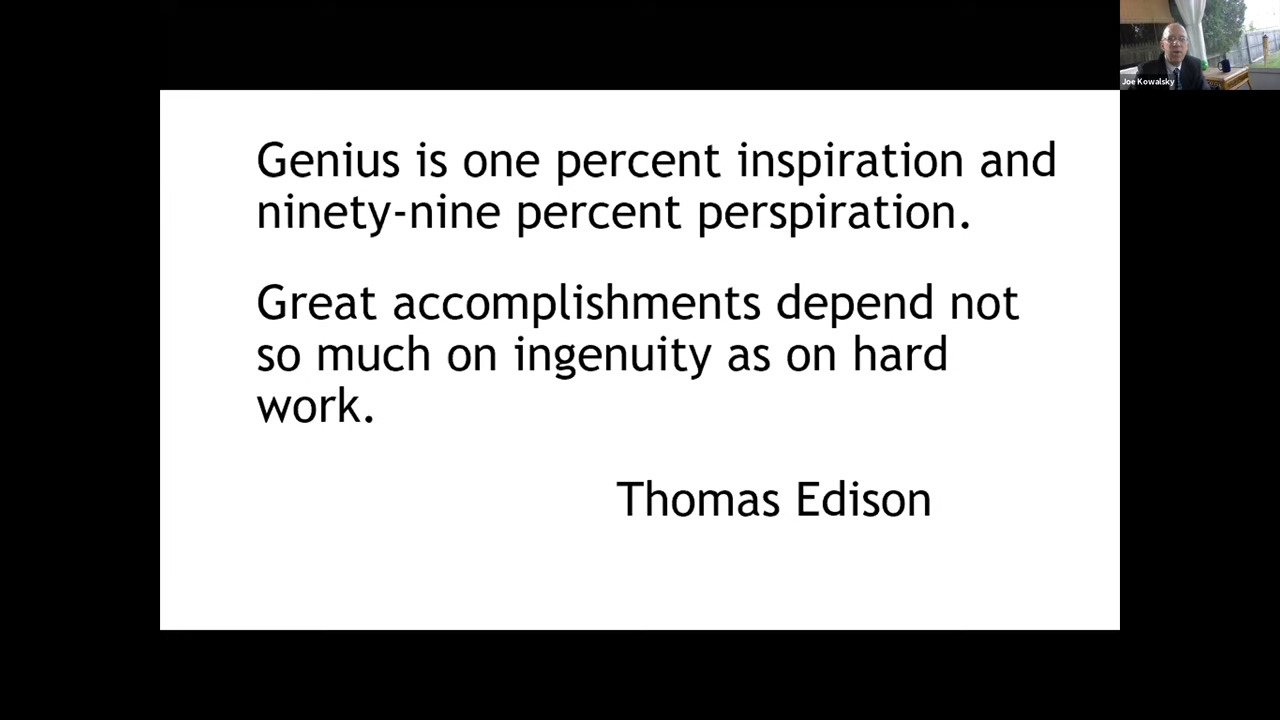 Joe Kowalsky
Genius is one percent inspiration and
ninety-nine percent perspiration.
Great accomplishments depend not
so much on ingenuity as on hard
work.
Thomas Edison